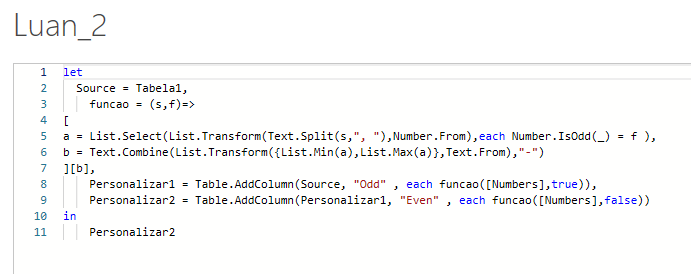 Luan_2
1 let
2 Source = Tabela1,
3 funcao = (s,f)=>
4 [
5 a = List.Select(List.Transform(Text.Split(s,", "),Number.From),each Number.IsOdd(_) = f ),
6 b = Text.Combine(List.Transform({List.Min(a),List.Max(a)},Text.From),"-")
7 ][b],
8 Personalizar1 = Table.AddColumn(Source, "Odd" , each funcao([Numbers],true)),
9 Personalizar2 = Table.AddColumn(Personalizar1, "Even" , each funcao([Numbers],false))
10 in
11 Personalizar2